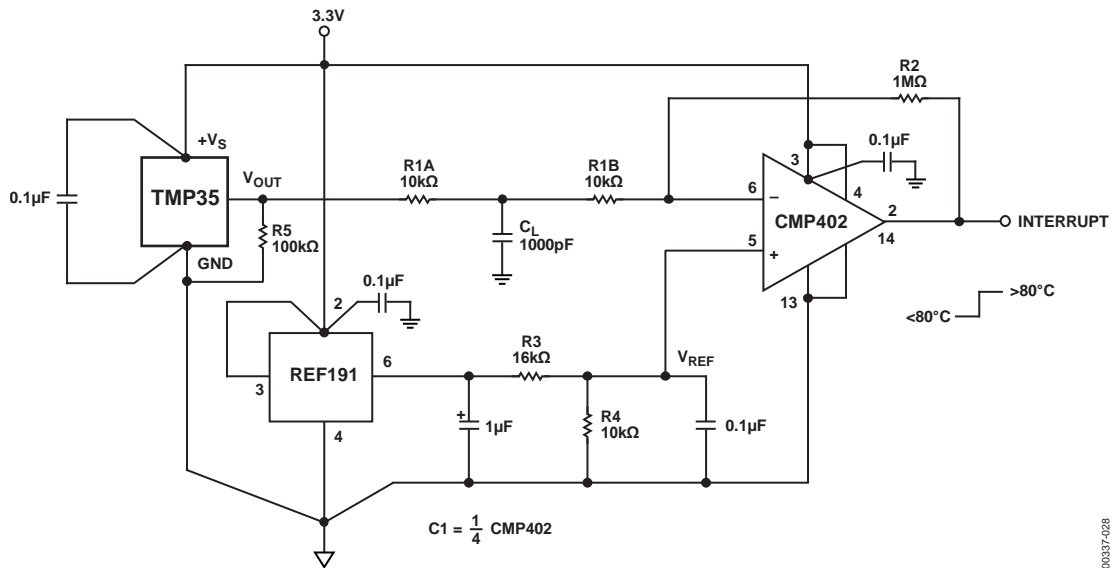 3.3V
R2
1MΩ
+VS
0.1µF
3
0.1µF
TMP35
VOUT
R1A
10kΩ
R1B
10kΩ
6
–
4
CMP402
2
INTERRUPT
R5
100kΩ
CL
1000pF
5
+
14
GND
0.1µF
2
13
>80°C
<80°C
REF191
3
6
R3
16kΩ
VREF
4
+
1µF
R4
10kΩ
0.1µF
C1 = 1/4 CMP402
00337-028